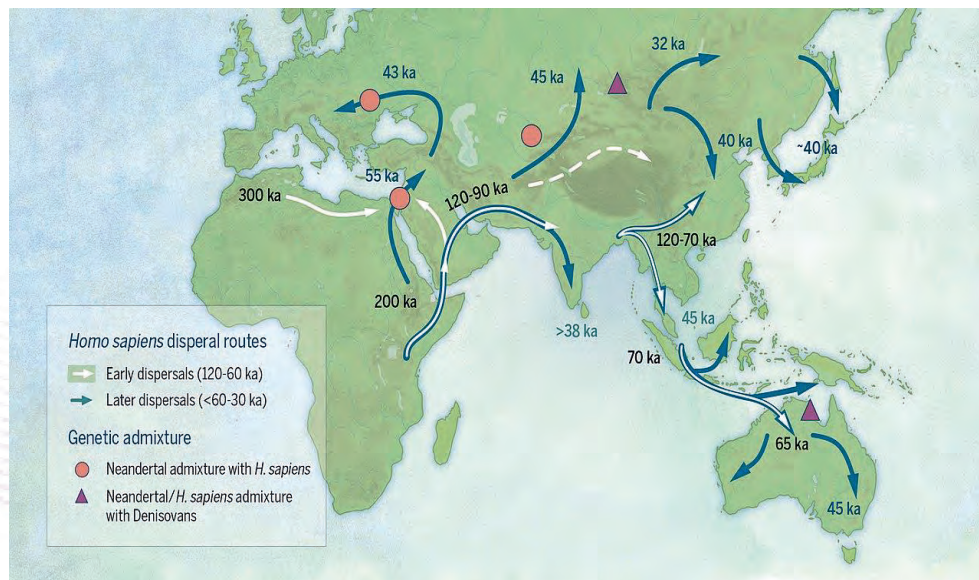 32 ka
43 ka
45 ka
40 ka
~40 ka
55 ka
300 ka
120-90 ka
120-70 ka
200 ka
>38 ka
45 ka
70 ka
65 ka
45 ka
Homo sapiens disperal routes
Early dispersals (120-60 ka)
Later dispersals (<60-30 ka)
Genetic admixture
Neandertal admixture with H. sapiens
Neandertal/H. sapiens admixture
with Denisovans